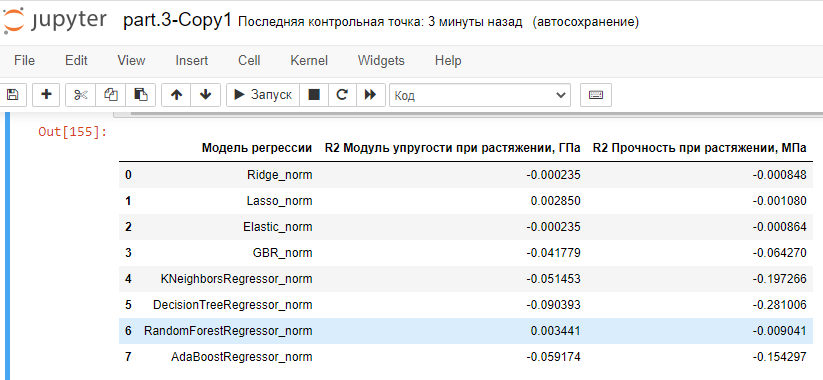 jupyter part.3-Copy1 Последняя контрольная точка: 3 минуты назад (автосохранение)
File Edit View Insert Cell Kernel Widgets Help
Запуск Код
Out[155]:
Модель регрессии R2 Модуль упругости при растяжении, ГПа R2 Прочность при растяжении, МПа
0 Ridge_norm -0.000235 -0.000848
1 Lasso_norm 0.002850 -0.001080
2 Elastic_norm -0.000235 -0.000864
3 GBR_norm -0.041779 -0.064270
4 KNeighborsRegressor_norm -0.051453 -0.197266
5 DecisionTreeRegressor_norm -0.090393 -0.281006
6 RandomForestRegressor_norm 0.003441 -0.009041
7 AdaBoostRegressor_norm -0.059174 -0.154297